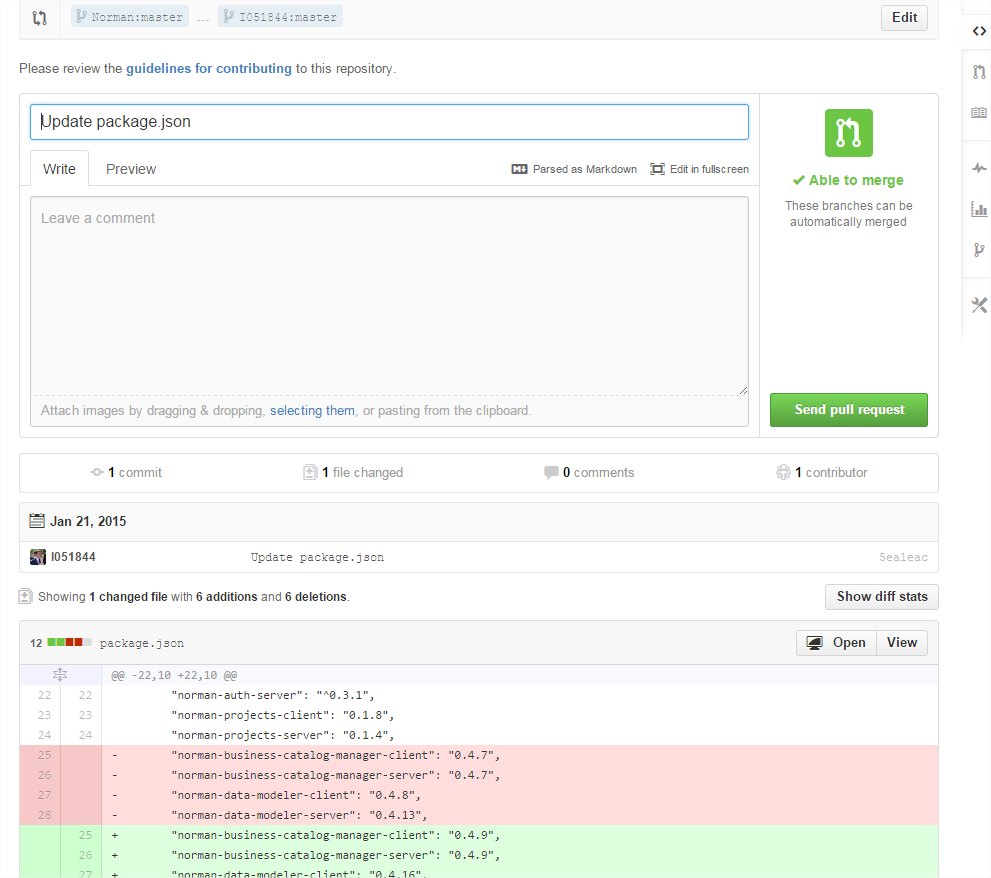 Norman:master ... I051844:master Edit
Please review the guidelines for contributing to this repository.
Update package.json
Write Preview Parsed as Markdown Edit in fullscreen
Leave a comment
Able to merge
These branches can be
automatically merged
Attach images by dragging & dropping, selecting them, or pasting from the clipboard.
Send pull request
1 commit 1 file changed 0 comments 1 contributor
Jan 21, 2015
I051844 Update package.json 5ea1eac
Showing 1 changed file with 6 additions and 6 deletions.
Show diff stats
12 package.json Open View
@@ -22,10 +22,10 @@
22 22 "norman-auth-server": "^0.3.1",
23 23 "norman-projects-client": "0.1.8",
24 24 "norman-projects-server": "0.1.4",
25 - "norman-business-catalog-manager-client": "0.4.7",
26 - "norman-business-catalog-manager-server": "0.4.7",
27 - "norman-data-modeler-client": "0.4.8",
28 - "norman-data-modeler-server": "0.4.13",
25 + "norman-business-catalog-manager-client": "0.4.9",
26 + "norman-business-catalog-manager-server": "0.4.9",
27 + "norman-data-modeler-client": "0.4.16",